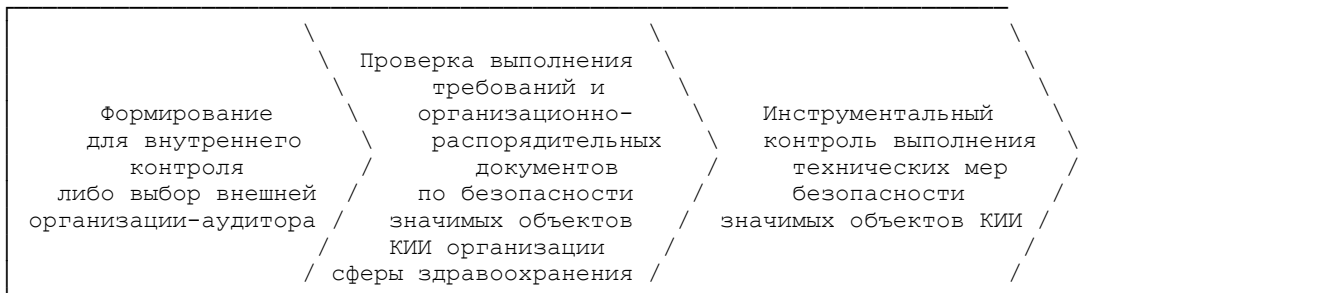 Формирование
для внутреннего
контроля
либо выбор внешней
организации-аудитора
Проверка выполнения
требований и
организационно-
распорядительных
документов
по безопасности
значимых объектов
КИИ организации
сферы здравоохранения
Инструментальный
контроль выполнения
технических мер
безопасности
значимых объектов КИИ